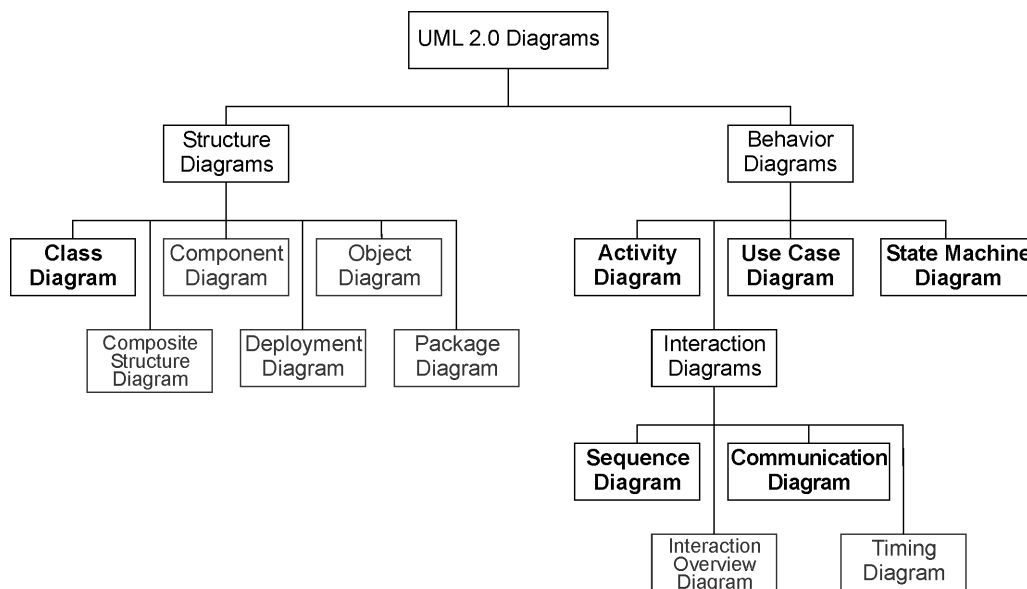 UML 2.0 Diagrams
Structure
Diagrams
Behavior
Diagrams
Class
Diagram
Component
Diagram
Object
Diagram
Activity
Diagram
Use Case
Diagram
State Machine
Diagram
Composite
Structure
Diagram
Deployment
Diagram
Package
Diagram
Interaction
Diagrams
Sequence
Diagram
Communication
Diagram
Interaction
Overview
Diagram
Timing
Diagram